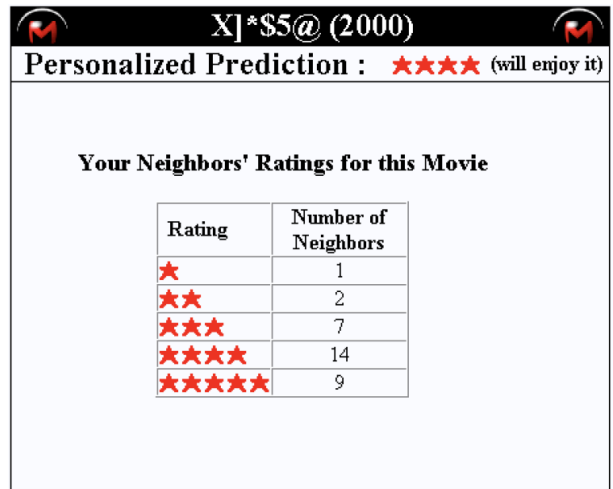 X]*$5@ (2000)
Personalized Prediction : ★★★★ (will enjoy it)
Your Neighbors' Ratings for this Movie
Rating Number of Neighbors
★ 1
★★ 2
★★★ 7
★★★★ 14
★★★★★ 9